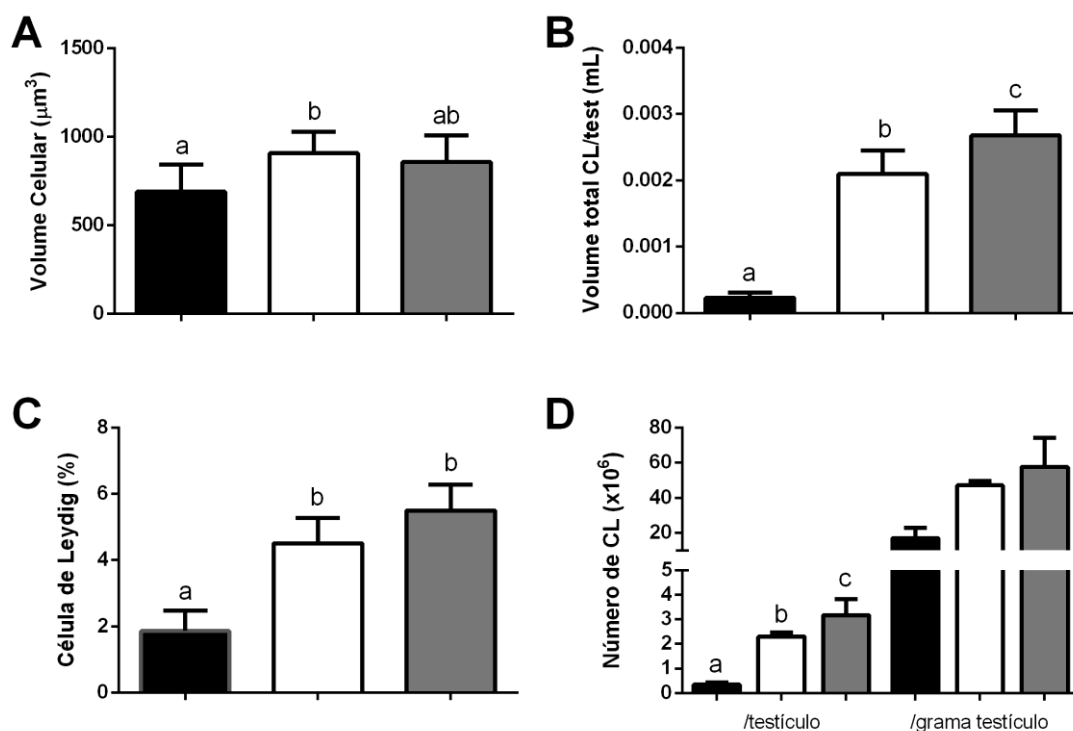 A
Volume Celular (μm³)
1500
1000
500
0
a
b
ab
B
Volume total CL/test (mL)
0.004
0.003
0.002
0.001
0.000
a
b
c
C
Célula de Leydig (%)
8
6
4
2
0
a
b
b
D
Número de CL (x10⁶)
80
60
40
20
5
4
3
2
1
0
a
b
c
/testículo
/grama testículo